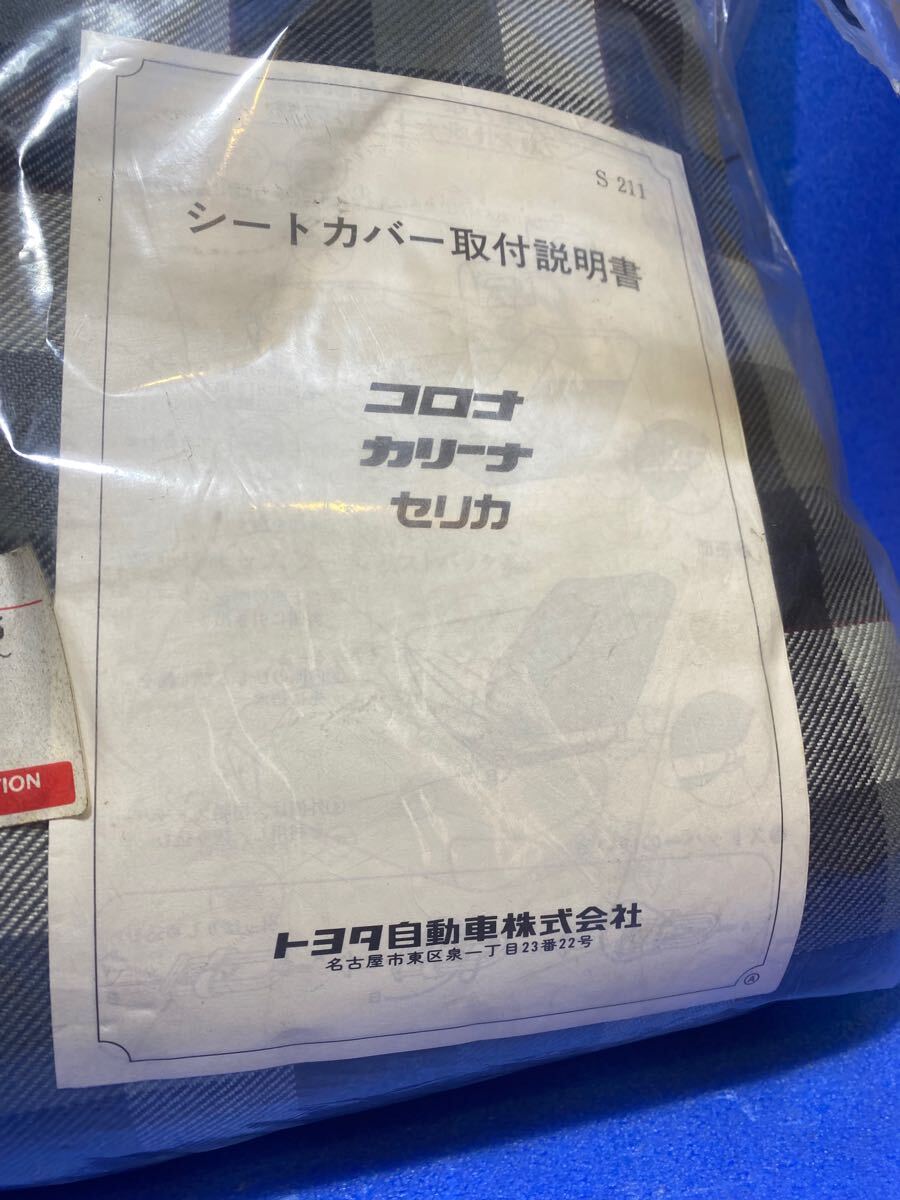 S 211
シートカバー取付説明書
コロナ
カリーナ
セリカ
トヨタ自動車株式会社
名古屋市東区泉一丁目23番22号
Ⓐ
TION